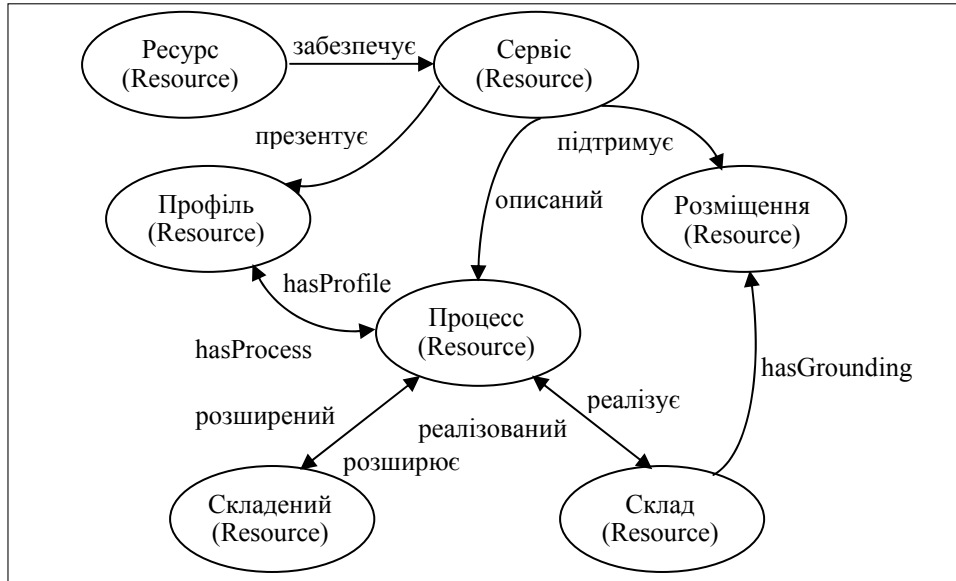 Ресурс
(Resource)
забезпечує
Сервіс
(Resource)
презентує
підтримує
описаний
Профіль
(Resource)
Розміщення
(Resource)
hasProfile
hasProcess
Процесс
(Resource)
hasGrounding
розширений
реалізує
реалізований
розширює
Складений
(Resource)
Склад
(Resource)